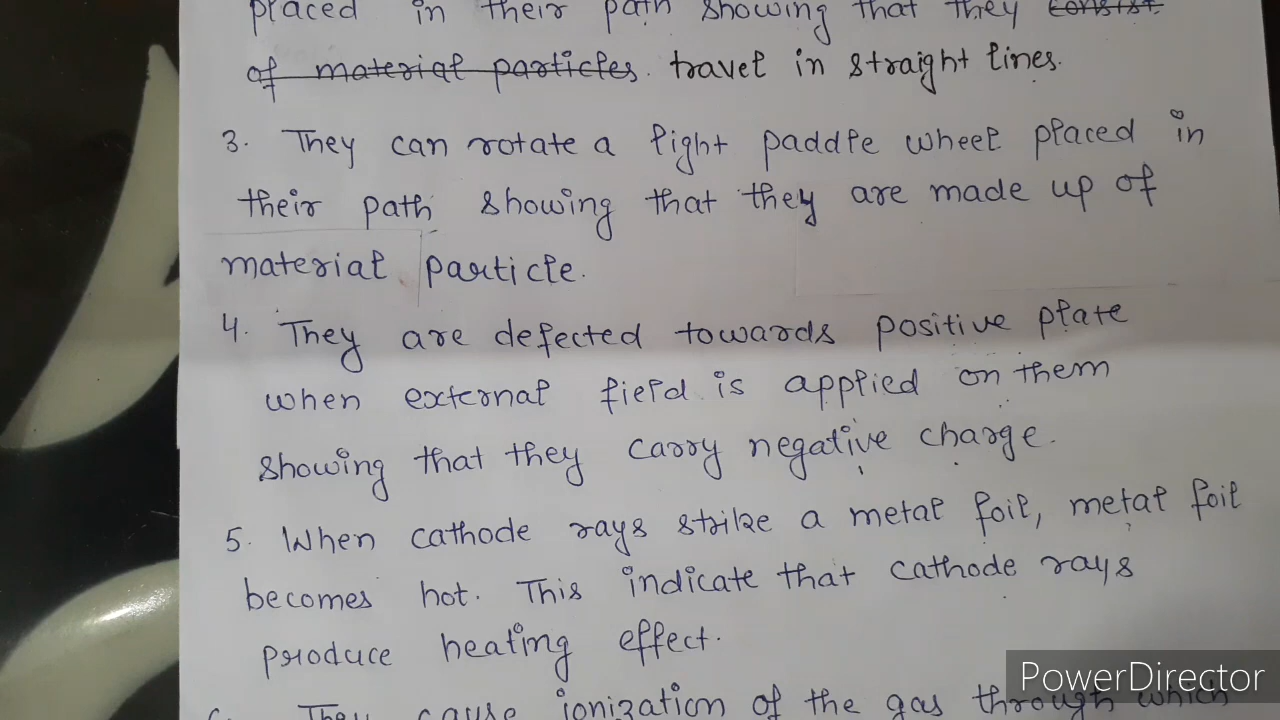 placed in their path showing that they consist
of material particles. travel in straight lines.
3. They can rotate a light paddle wheel placed in
their path showing that they are made up of
material particle.
4. They are defected towards positive plate
when external field is applied on them
showing that they carry negative charge.
5. When cathode rays strike a metal foil, metal foil
becomes hot. This indicate that cathode rays
produce heating effect.
They cause ionization of the gas through which
PowerDirector